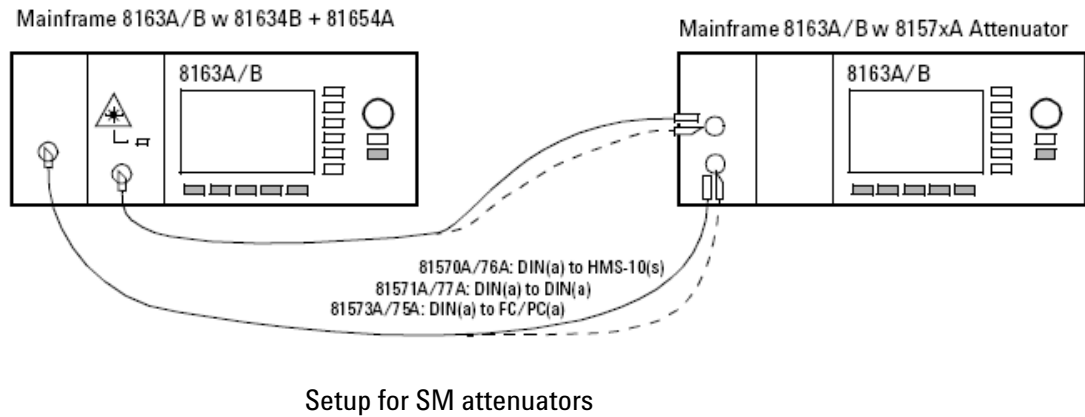 Mainframe 8163A/B w 81634B + 81654A
Mainframe 8163A/B w 8157xA Attenuator
8163A/B
8163A/B
81570A/76A: DIN(a) to HMS-10(s)
81571A/77A: DIN(a) to DIN(a)
81573A/75A: DIN(a) to FC/PC(a)
Setup for SM attenuators